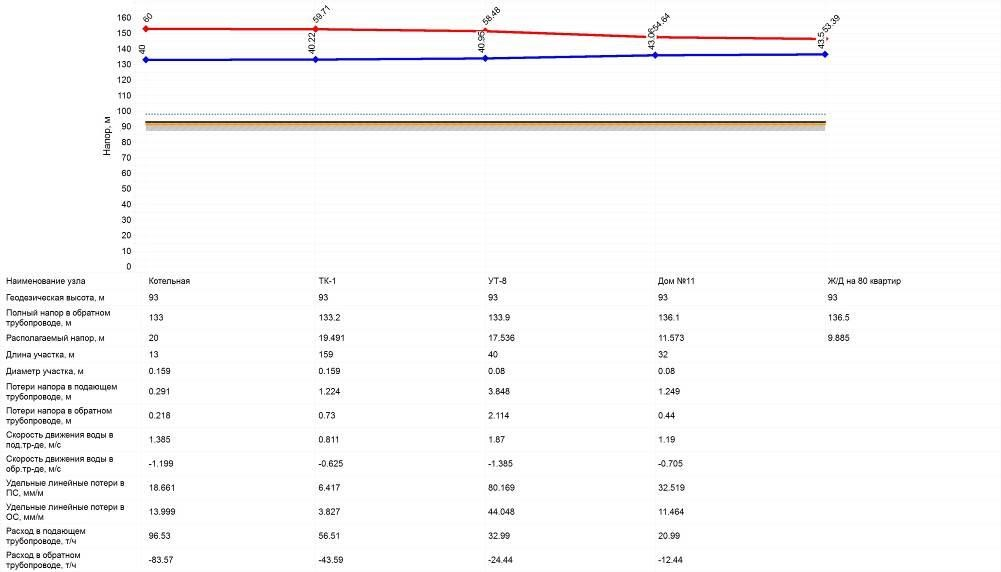 160
150
140
130
120
110
100
90
80
70
60
50
40
30
20
10
0
Напор, м
60
59.71
58.48
54.64
53.39
40
40.22
40.95
43.06
43.5
Наименование узла Котельная ТК-1 УТ-8 Дом №11 Ж/Д на 80 квартир
Геодезическая высота, м 93 93 93 93 93
Полный напор в обратном
трубопроводе, м 133 133.2 133.9 136.1 136.5
Располагаемый напор, м 20 19.491 17.536 11.573 9.885
Длина участка, м 13 159 40 32
Диаметр участка, м 0.159 0.159 0.08 0.08
Потери напора в подающем
трубопроводе, м 0.291 1.224 3.848 1.249
Потери напора в обратном
трубопроводе, м 0.218 0.73 2.114 0.44
Скорость движения воды в
под.тр-де, м/с 1.385 0.811 1.87 1.19
Скорость движения воды в
обр.тр-де, м/с -1.199 -0.625 -1.385 -0.705
Удельные линейные потери в
ПС, мм/м 18.661 6.417 80.169 32.519
Удельные линейные потери в
ОС, мм/м 13.999 3.827 44.048 11.464
Расход в подающем
трубопроводе, т/ч 96.53 56.51 32.99 20.99
Расход в обратном
трубопроводе, т/ч -83.57 -43.59 -24.44 -12.44